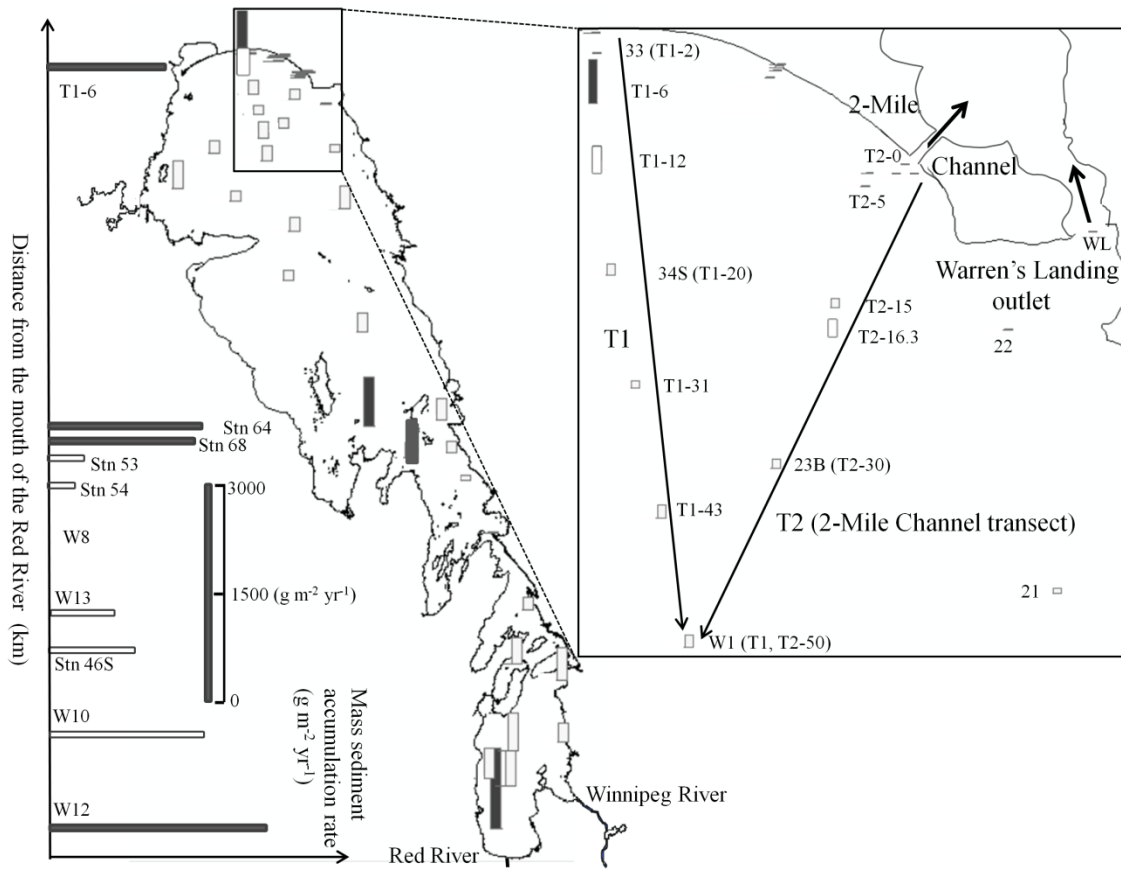 T1-6
Stn 64
Stn 68
Stn 53
Stn 54
W8
W13
Stn 46S
W10
W12
Distance from the mouth of the Red River (km)
3000
1500 (g m⁻² yr⁻¹)
0
Mass sediment
accumulation rate
(g m⁻² yr⁻¹)
Red River
Winnipeg River
33 (T1-2)
T1-6
T1-12
34S (T1-20)
T1
T1-31
T1-43
W1 (T1, T2-50)
2-Mile
Channel
T2-0
T2-5
WL
Warren's Landing
outlet
T2-15
T2-16.3
22
23B (T2-30)
T2 (2-Mile Channel transect)
21